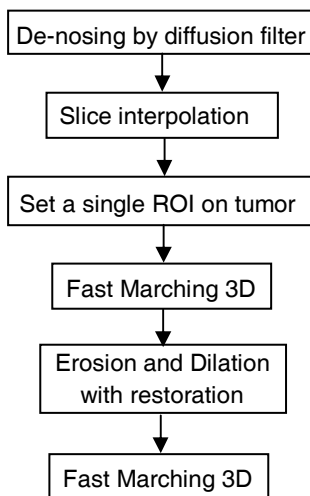 De-nosing by diffusion filter
Slice interpolation
Set a single ROI on tumor
Fast Marching 3D
Erosion and Dilation
with restoration
Fast Marching 3D